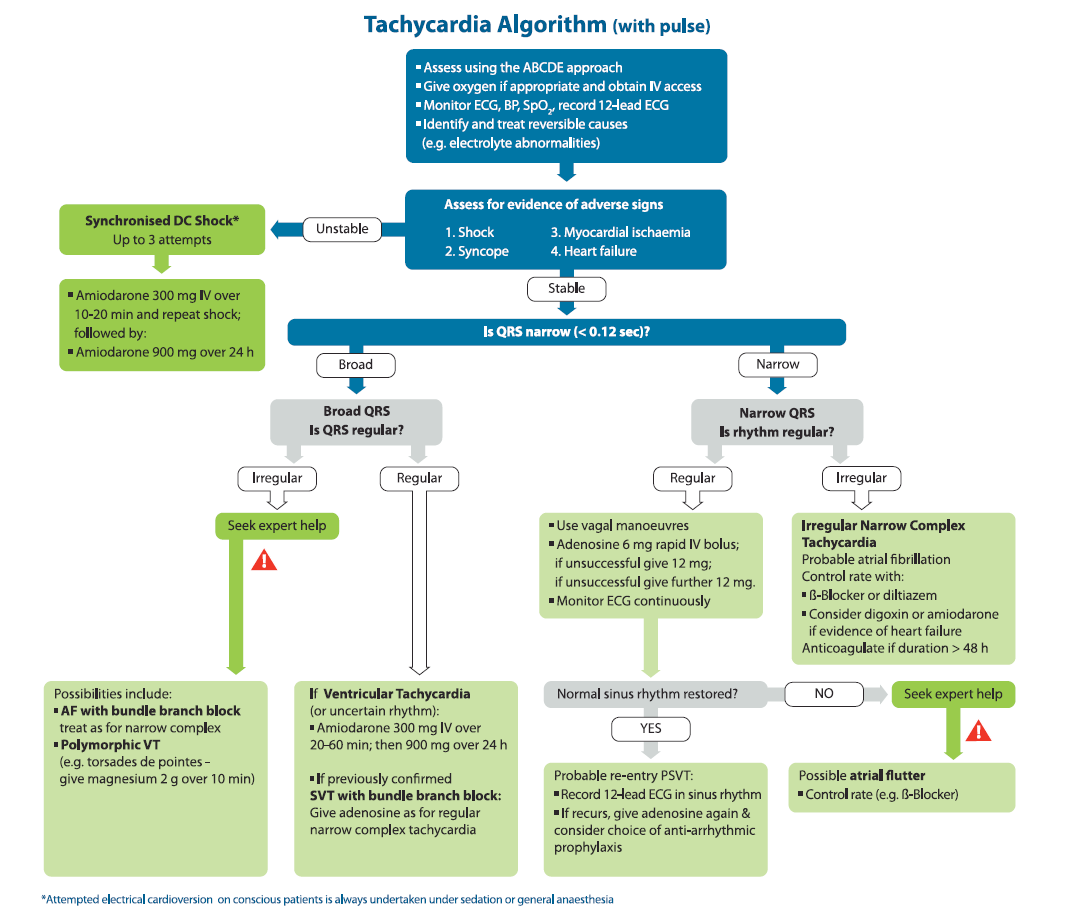 Tachycardia Algorithm (with pulse)
▪ Assess using the ABCDE approach
▪ Give oxygen if appropriate and obtain IV access
▪ Monitor ECG, BP, SpO2, record 12-lead ECG
▪ Identify and treat reversible causes
(e.g. electrolyte abnormalities)
Assess for evidence of adverse signs
1. Shock 3. Myocardial ischaemia
2. Syncope 4. Heart failure
Unstable
Synchronised DC Shock*
Up to 3 attempts
▪ Amiodarone 300 mg IV over
10-20 min and repeat shock;
followed by:
▪ Amiodarone 900 mg over 24 h
Stable
Is QRS narrow (< 0.12 sec)?
Broad
Narrow
Broad QRS
Is QRS regular?
Narrow QRS
Is rhythm regular?
Irregular
Regular
Regular
Irregular
Seek expert help
Possibilities include:
▪ AF with bundle branch block
treat as for narrow complex
▪ Polymorphic VT
(e.g. torsades de pointes –
give magnesium 2 g over 10 min)
If Ventricular Tachycardia
(or uncertain rhythm):
▪ Amiodarone 300 mg IV over
20-60 min; then 900 mg over 24 h
▪ If previously confirmed
SVT with bundle branch block:
Give adenosine as for regular
narrow complex tachycardia
▪ Use vagal manoeuvres
▪ Adenosine 6 mg rapid IV bolus;
if unsuccessful give 12 mg;
if unsuccessful give further 12 mg.
▪ Monitor ECG continuously
Irregular Narrow Complex
Tachycardia
Probable atrial fibrillation
Control rate with:
▪ ß-Blocker or diltiazem
▪ Consider digoxin or amiodarone
if evidence of heart failure
Anticoagulate if duration > 48 h
Normal sinus rhythm restored?
NO
Seek expert help
YES
Probable re-entry PSVT:
▪ Record 12-lead ECG in sinus rhythm
▪ If recurs, give adenosine again &
consider choice of anti-arrhythmic
prophylaxis
Possible atrial flutter
▪ Control rate (e.g. ß-Blocker)
*Attempted electrical cardioversion on conscious patients is always undertaken under sedation or general anaesthesia